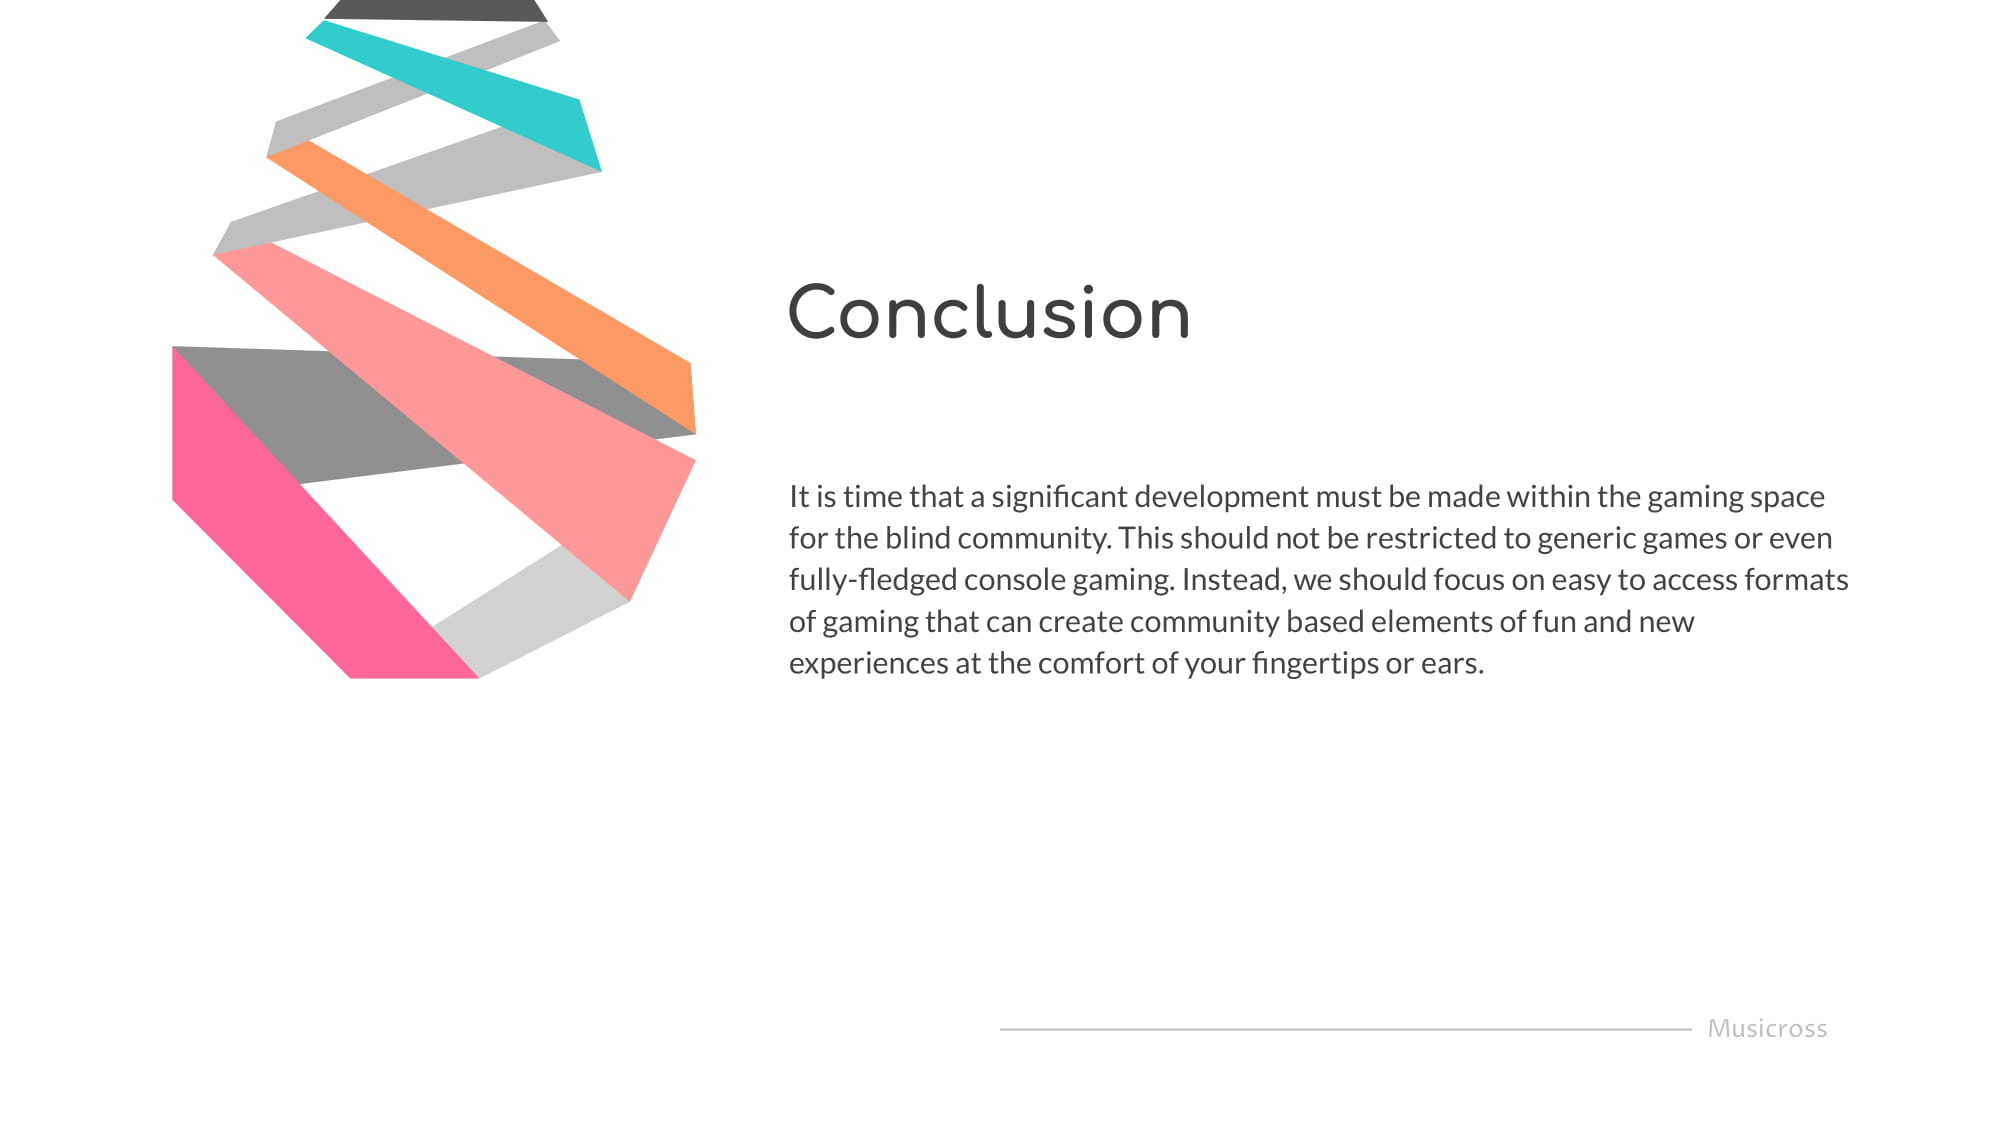 Conclusion
It is time that a significant development must be made within the gaming space
for the blind community. This should not be restricted to generic games or even
fully-fledged console gaming. Instead, we should focus on easy to access formats
of gaming that can create community based elements of fun and new
experiences at the comfort of your fingertips or ears.
Musicross